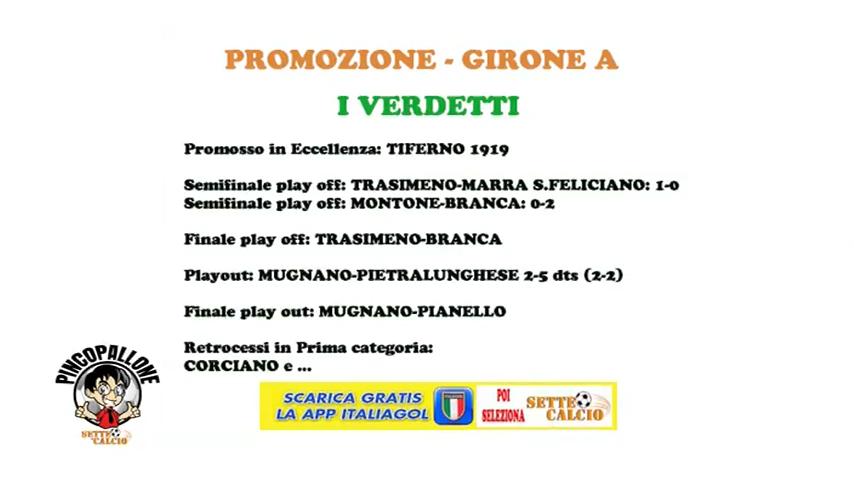 PROMOZIONE - GIRONE A
I VERDETTI
Promosso in Eccellenza: TIFERNO 1919
Semifinale play off: TRASIMENO-MARRA S.FELICIANO: 1-0
Semifinale play off: MONTONE-BRANCA: 0-2
Finale play off: TRASIMENO-BRANCA
Playout: MUGNANO-PIETRALUNGHESE 2-5 dts (2-2)
Finale play out: MUGNANO-PIANELLO
Retrocessi in Prima categoria:
CORCIANO e ...
PINCOPALLONE
SETTE
CALCIO
SCARICA GRATIS
LA APP ITALIAGOL
POI
SELEZIONA
SETTE
CALCIO